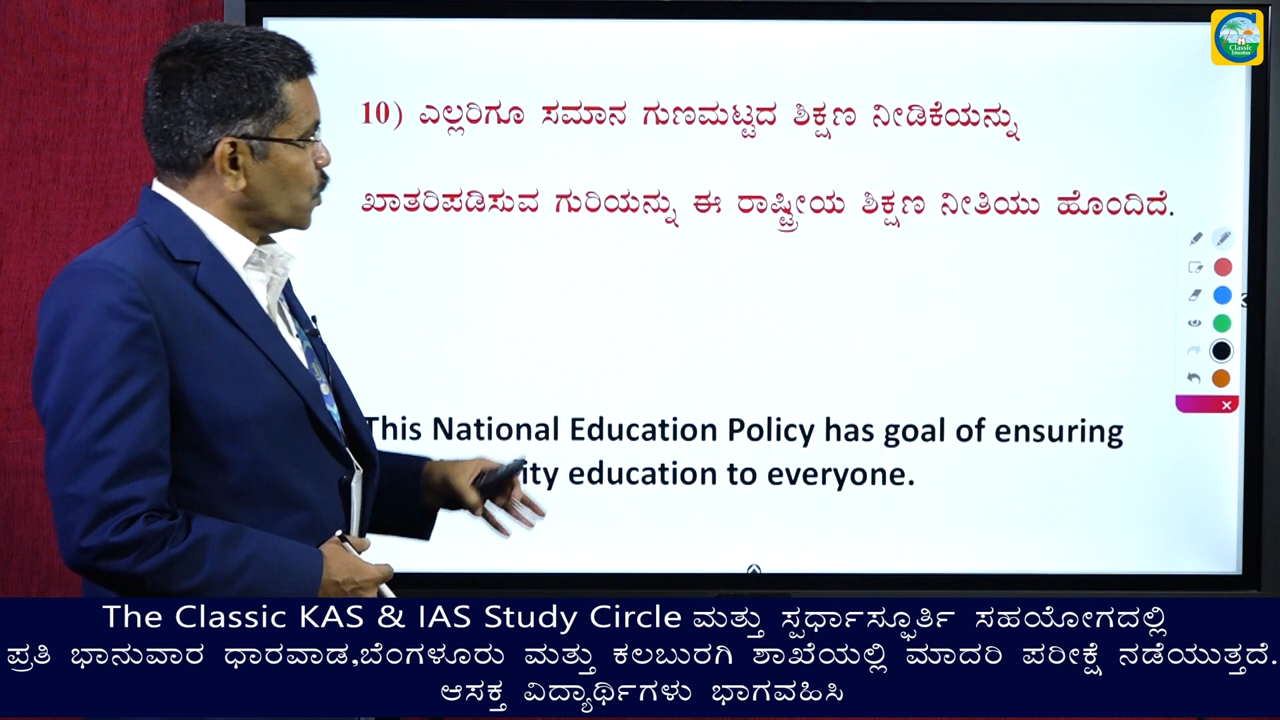 Classic
Education
10) ಎಲ್ಲರಿಗೂ ಸಮಾನ ಗುಣಮಟ್ಟದ ಶಿಕ್ಷಣ ನೀಡಿಕೆಯನ್ನು
ಖಾತರಿಪಡಿಸುವ ಗುರಿಯನ್ನು ಈ ರಾಷ್ಟ್ರೀಯ ಶಿಕ್ಷಣ ನೀತಿಯು ಹೊಂದಿದೆ.
This National Education Policy has goal of ensuring
ity education to everyone.
The Classic KAS & IAS Study Circle ಮತ್ತು ಸ್ಪರ್ಧಾಸ್ಫೂರ್ತಿ ಸಹಯೋಗದಲ್ಲಿ
ಪ್ರತಿ ಭಾನುವಾರ ಧಾರವಾಡ,ಬೆಂಗಳೂರು ಮತ್ತು ಕಲಬುರಗಿ ಶಾಖೆಯಲ್ಲಿ ಮಾದರಿ ಪರೀಕ್ಷೆ ನಡೆಯುತ್ತದೆ.
ಆಸಕ್ತ ವಿದ್ಯಾರ್ಥಿಗಳು ಭಾಗವಹಿಸಿ